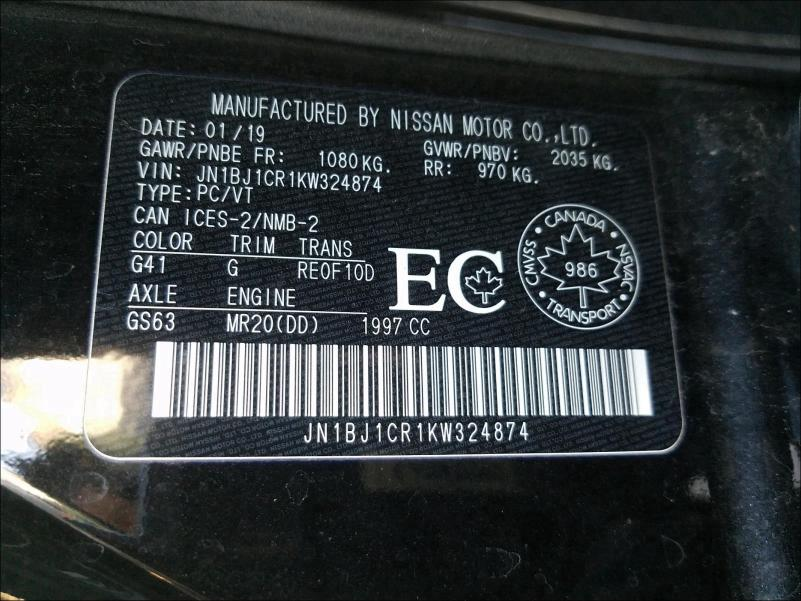 MANUFACTURED BY NISSAN MOTOR CO.,LTD.
DATE: 01/19 GVWR/PNBV: 2035 KG.
GAWR/PNBE FR: 1080 KG. RR: 970 KG.
VIN: JN1BJ1CR1KW324874
TYPE: PC/VT
CAN ICES-2/NMB-2
COLOR TRIM TRANS
G41 G RE0F10D
AXLE ENGINE
GS63 MR20(DD) 1997 CC
EC
CANADA
CMVSS 986 NSVAC
TRANSPORT
JN1BJ1CR1KW324874